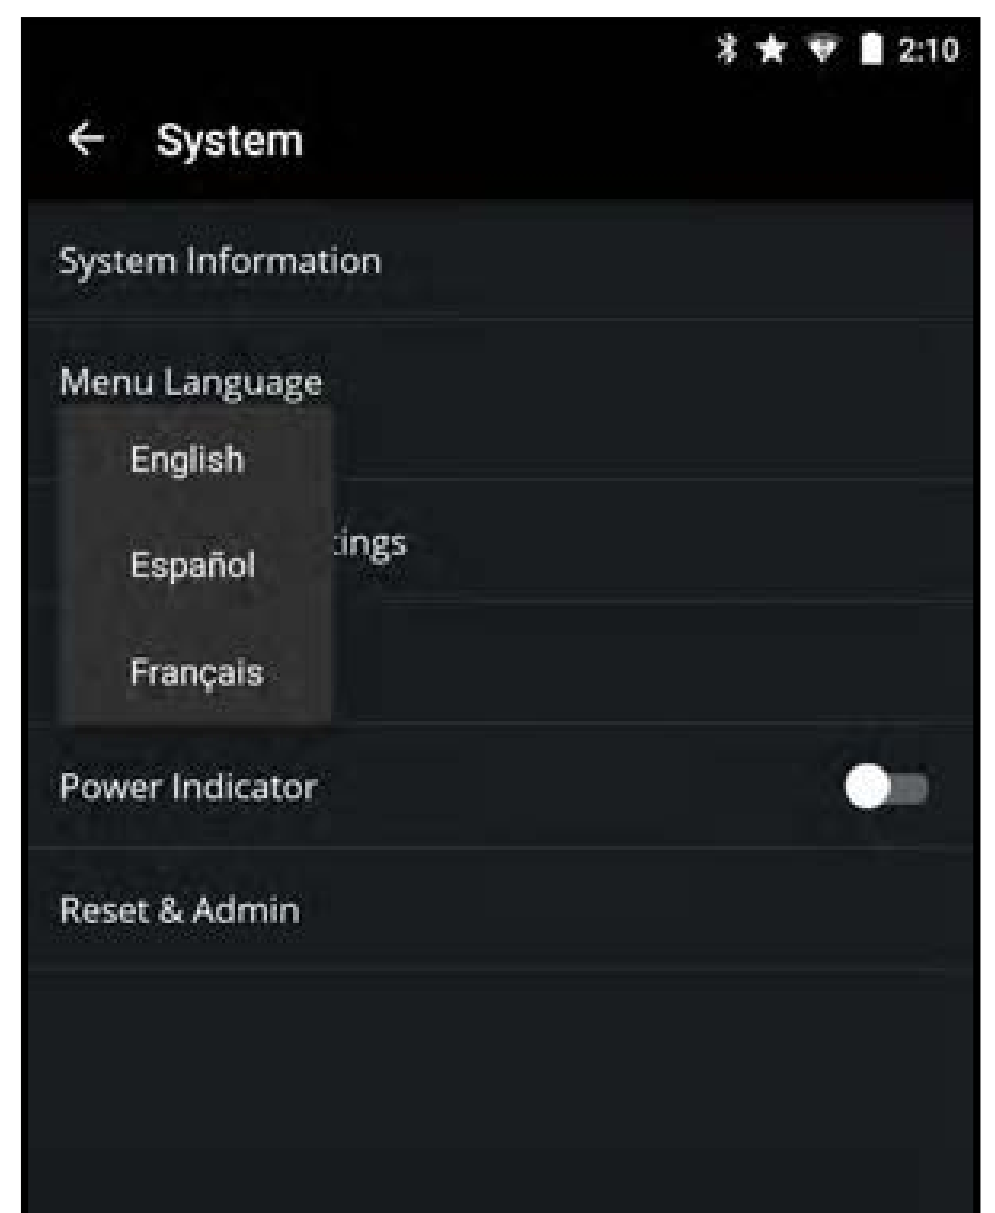 2:10
System
System Information
Menu Language
English
Español
Français
Power Indicator
Reset & Admin